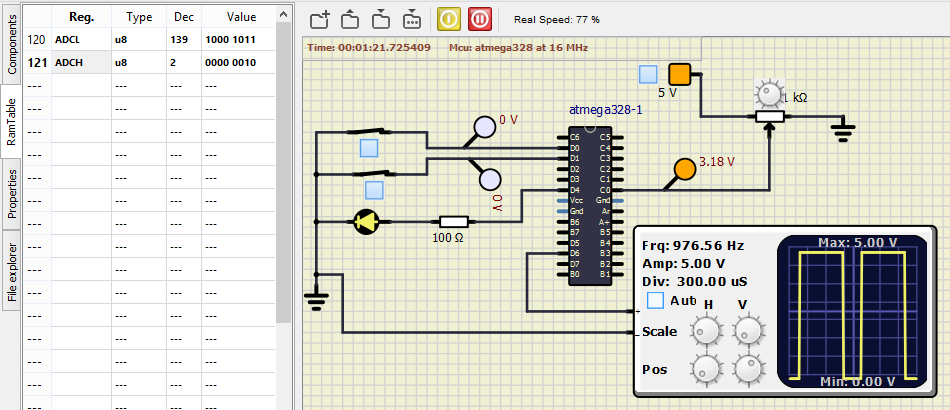 Components
RamTable
Properties
File explorer
Reg. Type Dec Value
120 ADCL u8 139 1000 1011
121 ADCH u8 2 0000 0010
--- --- --- ---
--- --- --- ---
--- --- --- ---
--- --- --- ---
--- --- --- ---
--- --- --- ---
--- --- --- ---
--- --- --- ---
--- --- --- ---
--- --- --- ---
--- --- --- ---
--- --- --- ---
--- --- --- ---
--- --- --- ---
Real Speed: 77 %
Time: 00:01:21.725409 Mcu: atmega328 at 16 MHz
5 V
1 kΩ
atmega328-1
0 V
0 V
3.18 V
100 Ω
C6 C5
D0 C4
D1 C3
D2 C2
D3 C1
D4 C0
Vcc Gnd
Gnd Ar
B6 A+
B7 B5
D5 B4
D6 B3
D7 B2
B0 B1
Frq: 976.56 Hz
Amp: 5.00 V
Div: 300.00 uS
Aut H V
+
-
Scale
Pos
Max: 5.00 V
Min: 0.00 V